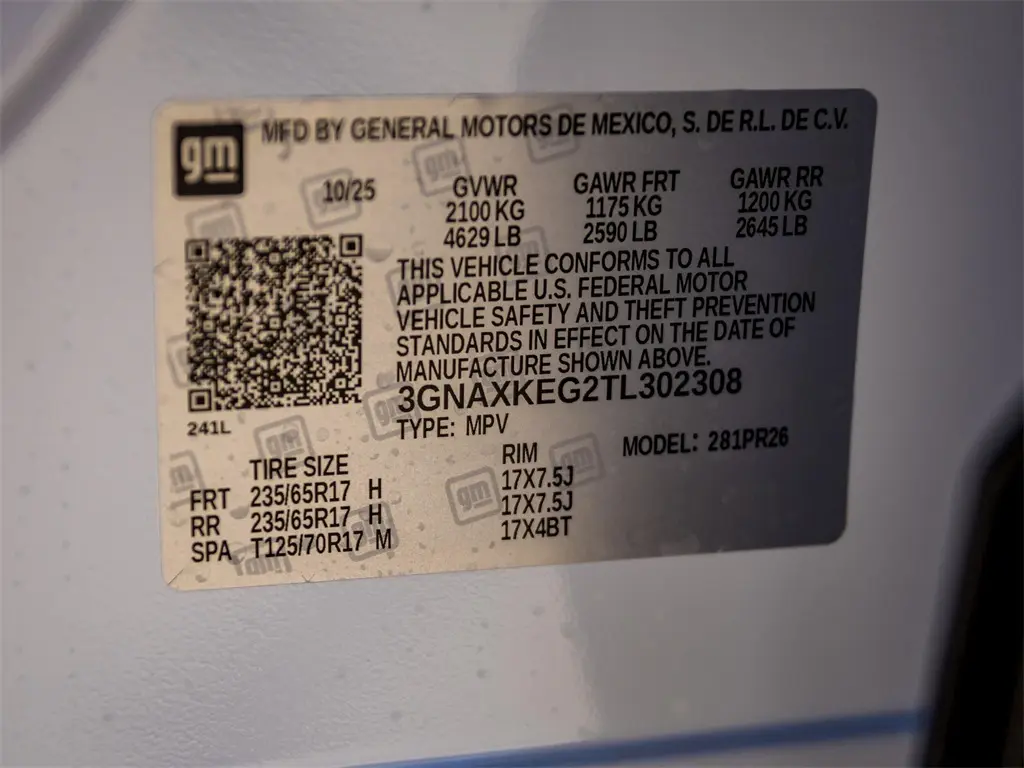 gm
MFD BY GENERAL MOTORS DE MEXICO, S. DE R.L. DE C.V.
10/25 GVWR GAWR FRT GAWR RR
2100 KG 1175 KG 1200 KG
4629 LB 2590 LB 2645 LB
THIS VEHICLE CONFORMS TO ALL
APPLICABLE U.S. FEDERAL MOTOR
VEHICLE SAFETY AND THEFT PREVENTION
STANDARDS IN EFFECT ON THE DATE OF
MANUFACTURE SHOWN ABOVE.
3GNAXKEG2TL302308
241L
TYPE: MPV
MODEL: 281PR26
TIRE SIZE RIM
FRT 235/65R17 H 17X7.5J
RR 235/65R17 H 17X7.5J
SPA T125/70R17 M 17X4BT